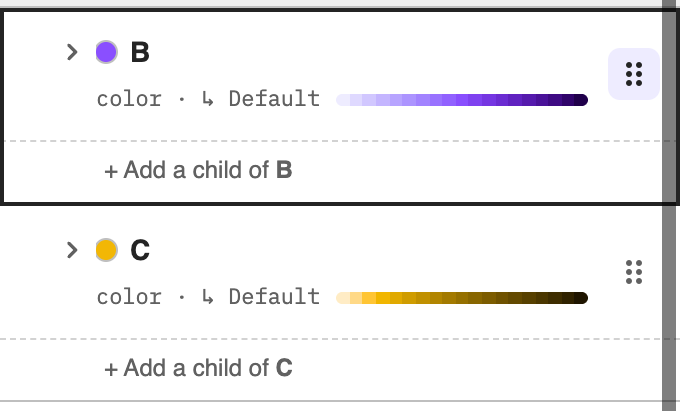 B
color · ↳ Default
+ Add a child of B
C
color · ↳ Default
+ Add a child of C